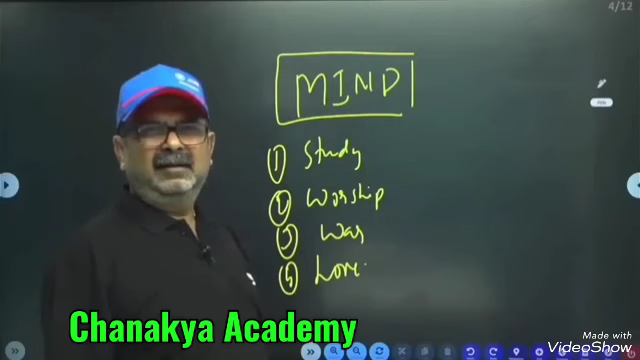 4/12
MIND
① Study
② Worship
③ War
④ Love
Chanakya Academy
Made with
VideoShow